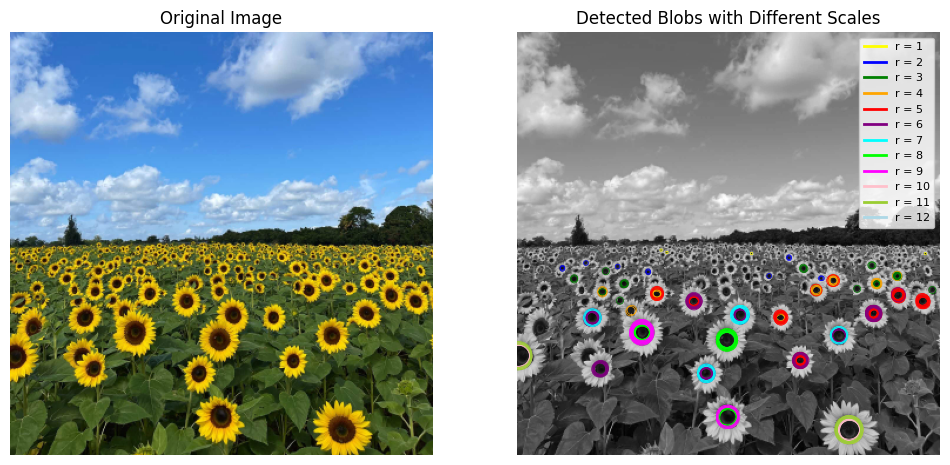 Original Image
Detected Blobs with Different Scales
r = 1
r = 2
r = 3
r = 4
r = 5
r = 6
r = 7
r = 8
r = 9
r = 10
r = 11
r = 12